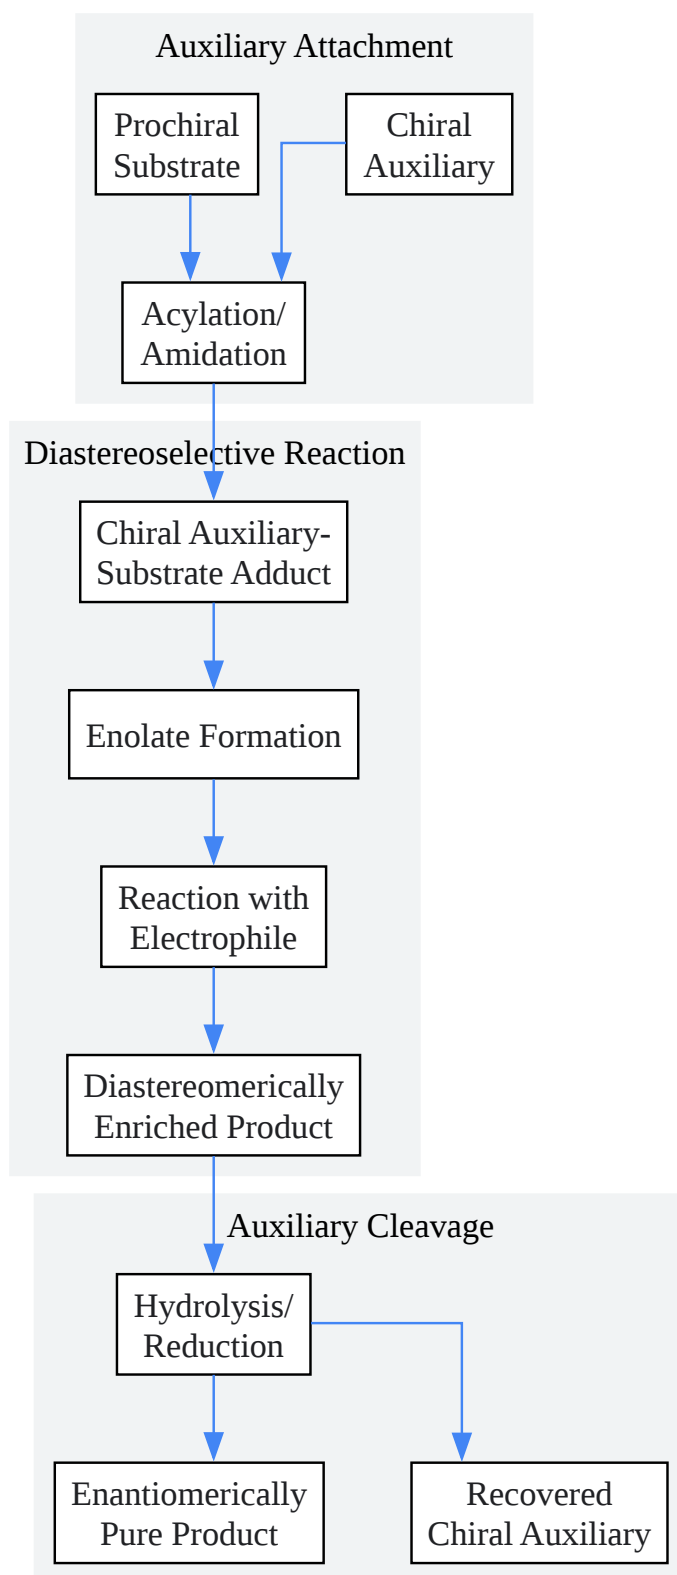 Auxiliary Attachment
Prochiral
Substrate
Chiral
Auxiliary
Acylation/
Amidation
Diastereoselective Reaction
Chiral Auxiliary-
Substrate Adduct
Enolate Formation
Reaction with
Electrophile
Diastereomerically
Enriched Product
Auxiliary Cleavage
Hydrolysis/
Reduction
Enantiomerically
Pure Product
Recovered
Chiral Auxiliary